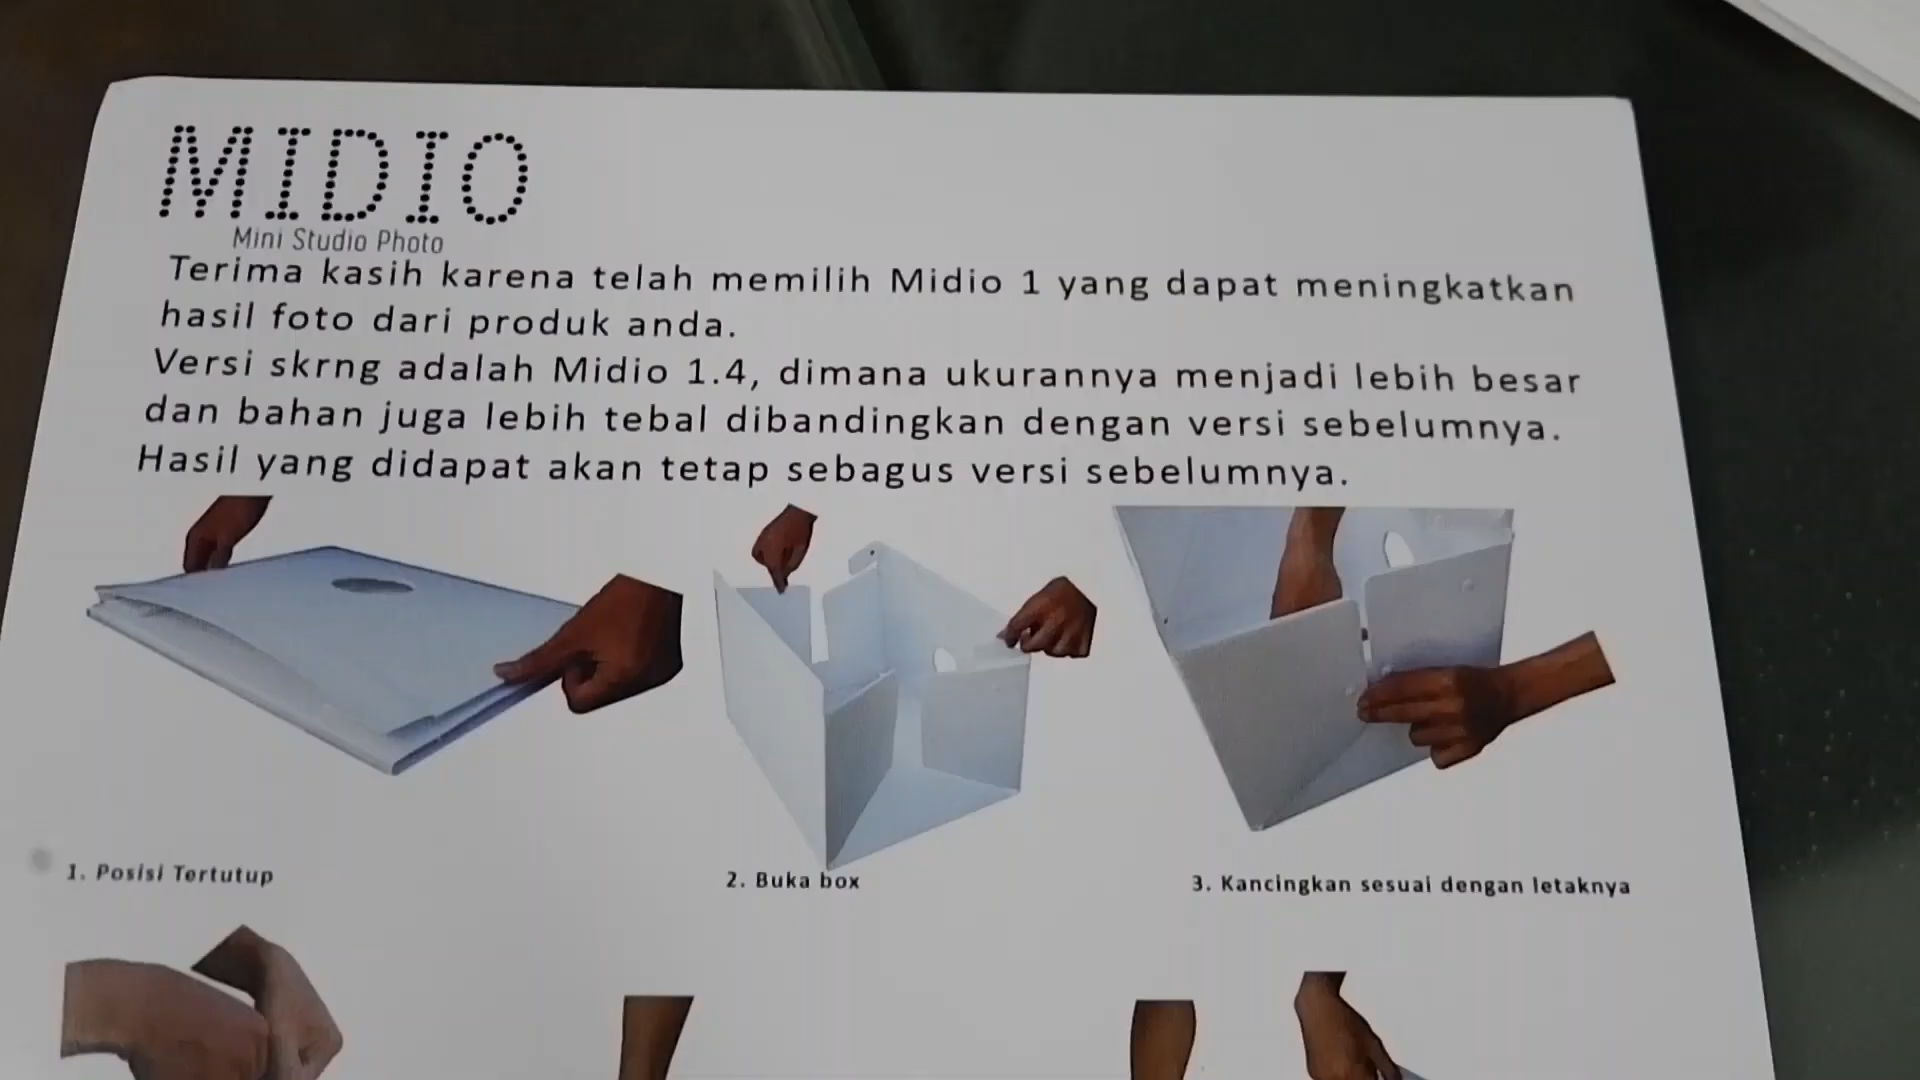 MIDIO
Mini Studio Photo
Terima kasih karena telah memilih Midio 1 yang dapat meningkatkan
hasil foto dari produk anda.
Versi skrng adalah Midio 1.4, dimana ukurannya menjadi lebih besar
dan bahan juga lebih tebal dibandingkan dengan versi sebelumnya.
Hasil yang didapat akan tetap sebagus versi sebelumnya.
1. Posisi Tertutup
2. Buka box
3. Kancingkan sesuai dengan letaknya